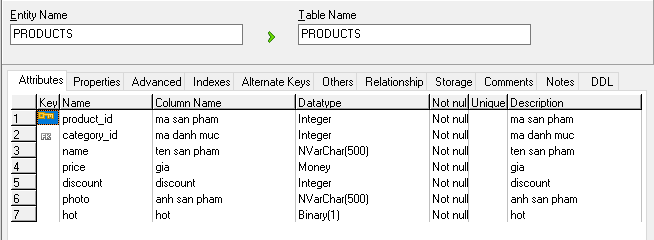 Entity Name Table Name
PRODUCTS PRODUCTS
Attributes Properties Advanced Indexes Alternate Keys Others Relationship Storage Comments Notes DDL
Key Name Column Name Datatype Not nul Unique Description
1 product_id ma san pham Integer Not null ma san pham
2 FK category_id ma danh muc Integer Not null ma danh muc
3 name ten san pham NVarChar(500) Not null ten san pham
4 price gia Money Not null gia
5 discount discount Integer Not null discount
6 photo anh san pham NVarChar(500) Not null anh san pham
7 hot hot Binary(1) Not null hot